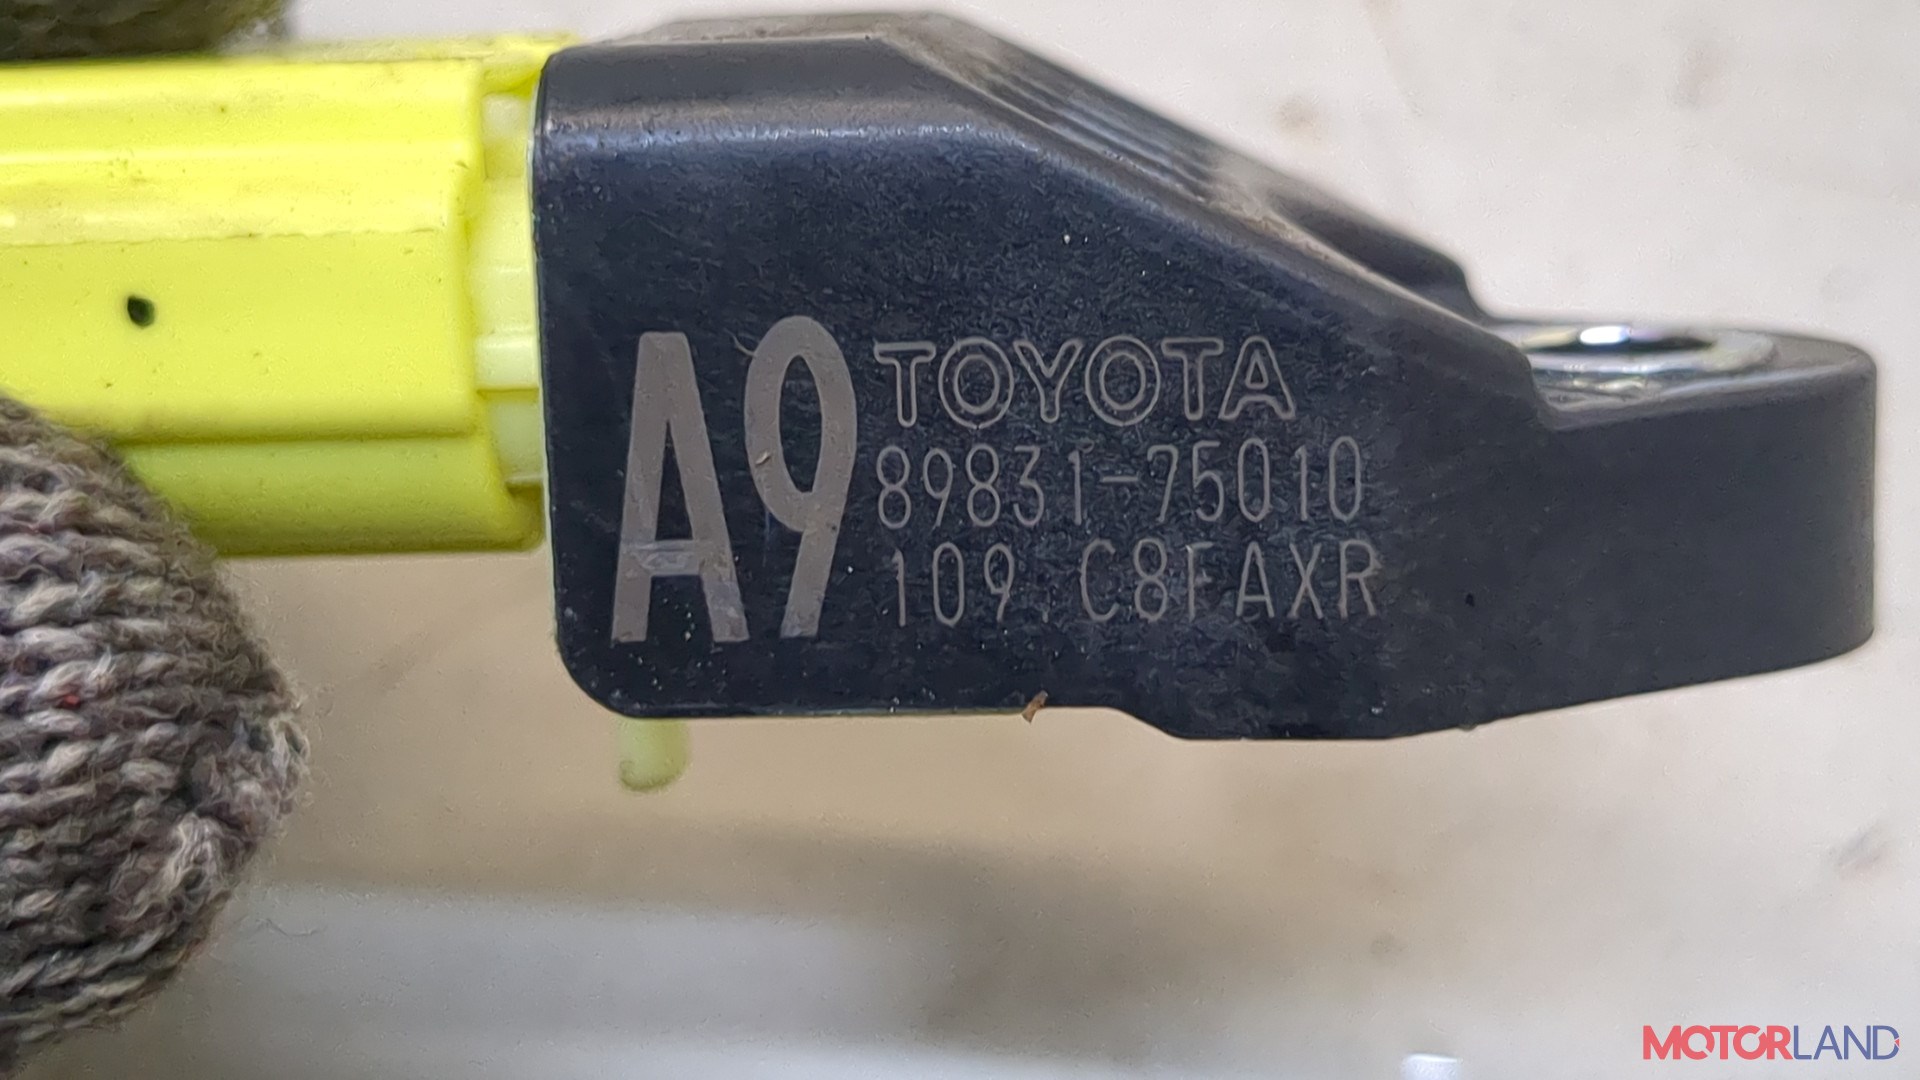 A9
TOYOTA
89831-75010
109. C8FAXR
MOTORLAND